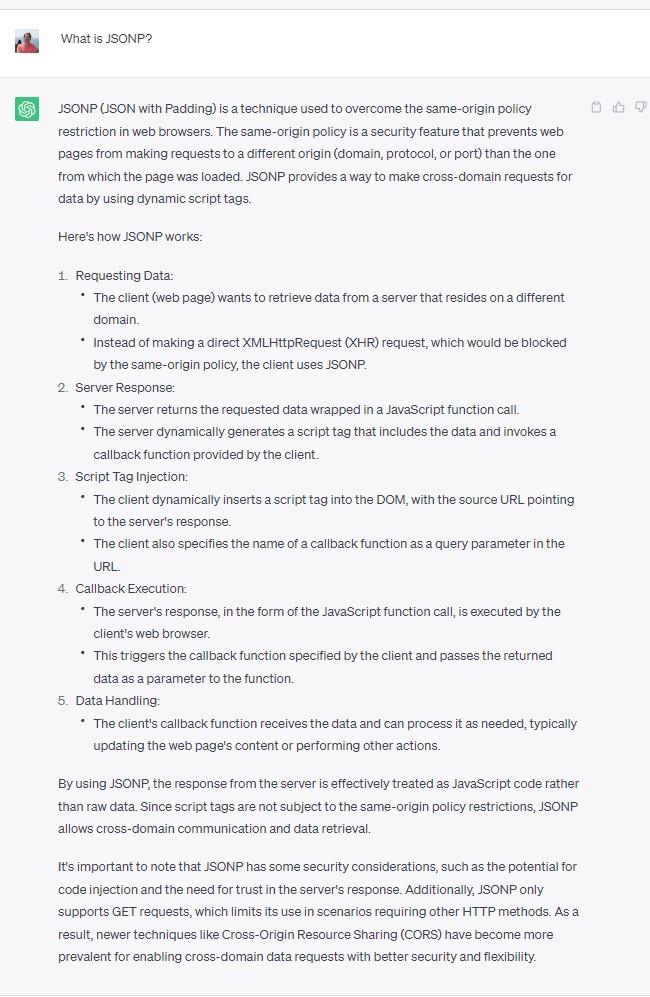 What is JSONP?
JSONP (JSON with Padding) is a technique used to overcome the same-origin policy
restriction in web browsers. The same-origin policy is a security feature that prevents web
pages from making requests to a different origin (domain, protocol, or port) than the one
from which the page was loaded. JSONP provides a way to make cross-domain requests for
data by using dynamic script tags.
Here's how JSONP works:
1. Requesting Data:
• The client (web page) wants to retrieve data from a server that resides on a different
domain.
• Instead of making a direct XMLHttpRequest (XHR) request, which would be blocked
by the same-origin policy, the client uses JSONP.
2. Server Response:
• The server returns the requested data wrapped in a JavaScript function call.
• The server dynamically generates a script tag that includes the data and invokes a
callback function provided by the client.
3. Script Tag Injection:
• The client dynamically inserts a script tag into the DOM, with the source URL pointing
to the server's response.
• The client also specifies the name of a callback function as a query parameter in the
URL.
4. Callback Execution:
• The server's response, in the form of the JavaScript function call, is executed by the
client's web browser.
• This triggers the callback function specified by the client and passes the returned
data as a parameter to the function.
5. Data Handling:
• The client's callback function receives the data and can process it as needed, typically
updating the web page's content or performing other actions.
By using JSONP, the response from the server is effectively treated as JavaScript code rather
than raw data. Since script tags are not subject to the same-origin policy restrictions, JSONP
allows cross-domain communication and data retrieval.
It's important to note that JSONP has some security considerations, such as the potential for
code injection and the need for trust in the server's response. Additionally, JSONP only
supports GET requests, which limits its use in scenarios requiring other HTTP methods. As a
result, newer techniques like Cross-Origin Resource Sharing (CORS) have become more
prevalent for enabling cross-domain data requests with better security and flexibility.